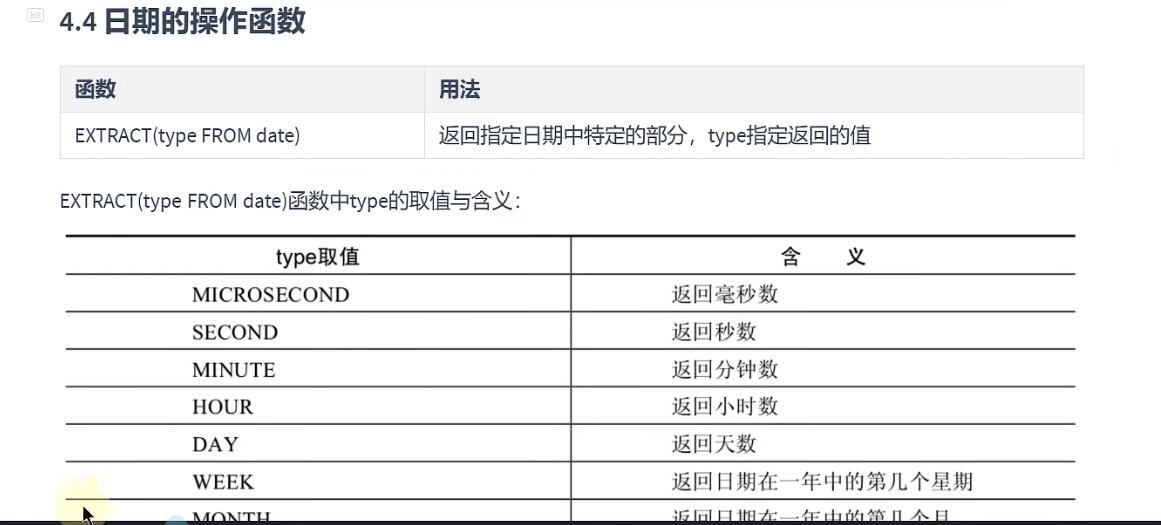 h3
4.4 日期的操作函数
函数 用法
EXTRACT(type FROM date) 返回指定日期中特定的部分，type指定返回的值
EXTRACT(type FROM date)函数中type的取值与含义：
type取值 含 义
MICROSECOND 返回毫秒数
SECOND 返回秒数
MINUTE 返回分钟数
HOUR 返回小时数
DAY 返回天数
WEEK 返回日期在一年中的第几个星期
MONTH 返回日期在一年中的第几个月